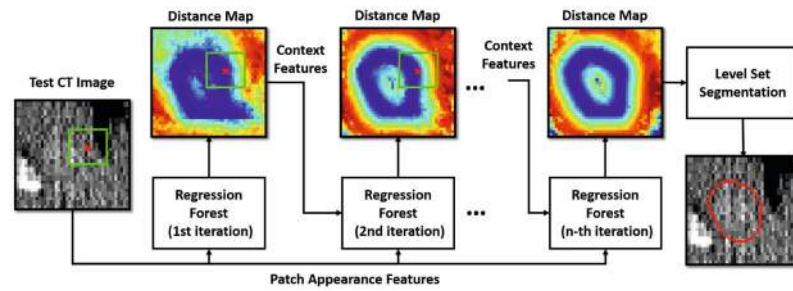 Distance Map
Distance Map
Distance Map
Context
Features
Context
Features
Test CT Image
Level Set
Segmentation
...
Regression
Forest
(1st iteration)
Regression
Forest
(2nd iteration)
...
Regression
Forest
(n-th iteration)
Patch Appearance Features